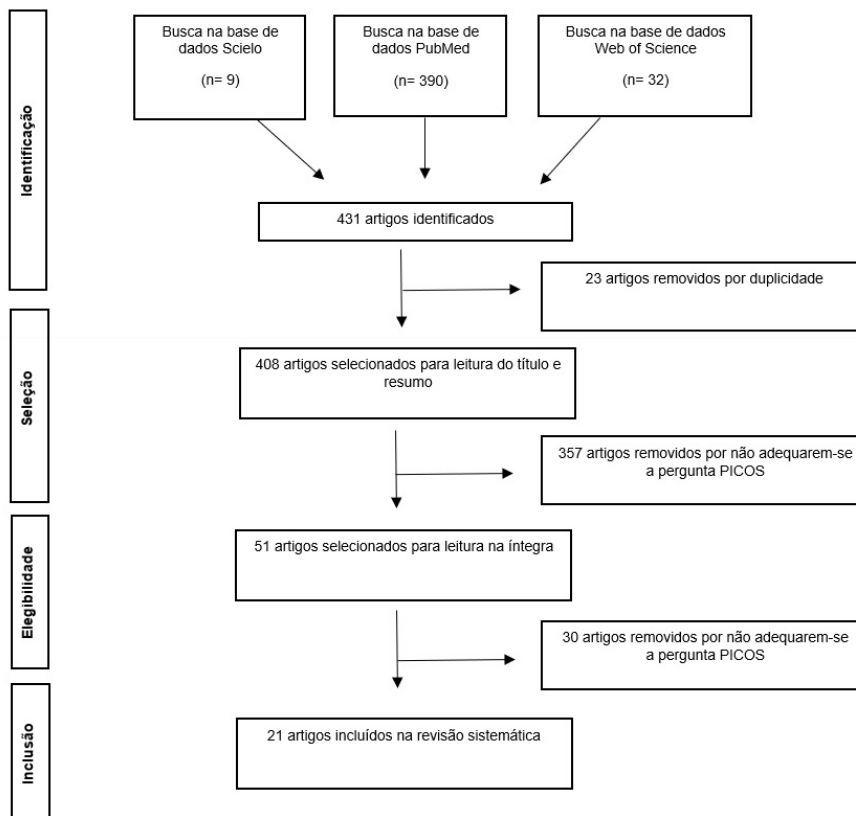 Identificação
Busca na base de
dados Scielo
(n= 9)
Busca na base de
dados PubMed
(n= 390)
Busca na base de dados
Web of Science
(n= 32)
431 artigos identificados
23 artigos removidos por duplicidade
Seleção
408 artigos selecionados para leitura do título e
resumo
357 artigos removidos por não adequarem-se
a pergunta PICOS
Elegibilidade
51 artigos selecionados para leitura na íntegra
30 artigos removidos por não adequarem-se
a pergunta PICOS
Inclusão
21 artigos incluídos na revisão sistemática